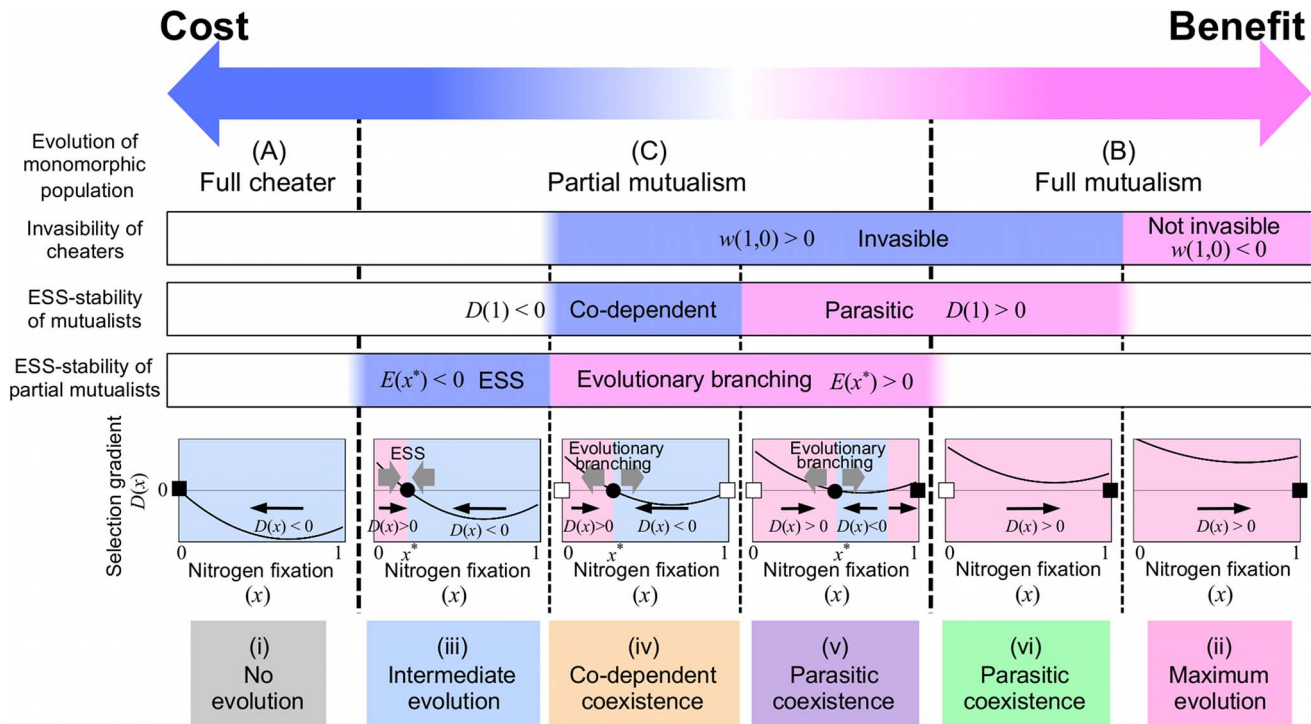 Cost
Benefit
Evolution of
monomorphic
population
(A)
Full cheater
(C)
Partial mutualism
(B)
Full mutualism
Invasibility of
cheaters
w(1,0) > 0 Invasible
Not invasible
w(1,0) < 0
ESS-stability
of mutualists
D(1) < 0
Co-dependent
Parasitic D(1) > 0
ESS-stability of
partial mutualists
E(x*) < 0 ESS
Evolutionary branching E(x*) > 0
Selection gradient
D(x)
0
D(x) < 0
0
1
Nitrogen fixation
(x)
ESS
D(x)>0
D(x) < 0
0
x*
1
Nitrogen fixation
(x)
Evolutionary
branching
D(x)>0
D(x) < 0
0
x*
1
Nitrogen fixation
(x)
Evolutionary
branching
D(x) > 0
D(x)<0
0
x*
1
Nitrogen fixation
(x)
D(x) > 0
0
1
Nitrogen fixation
(x)
D(x) > 0
0
1
Nitrogen fixation
(x)
(i)
No
evolution
(iii)
Intermediate
evolution
(iv)
Co-dependent
coexistence
(v)
Parasitic
coexistence
(vi)
Parasitic
coexistence
(ii)
Maximum
evolution